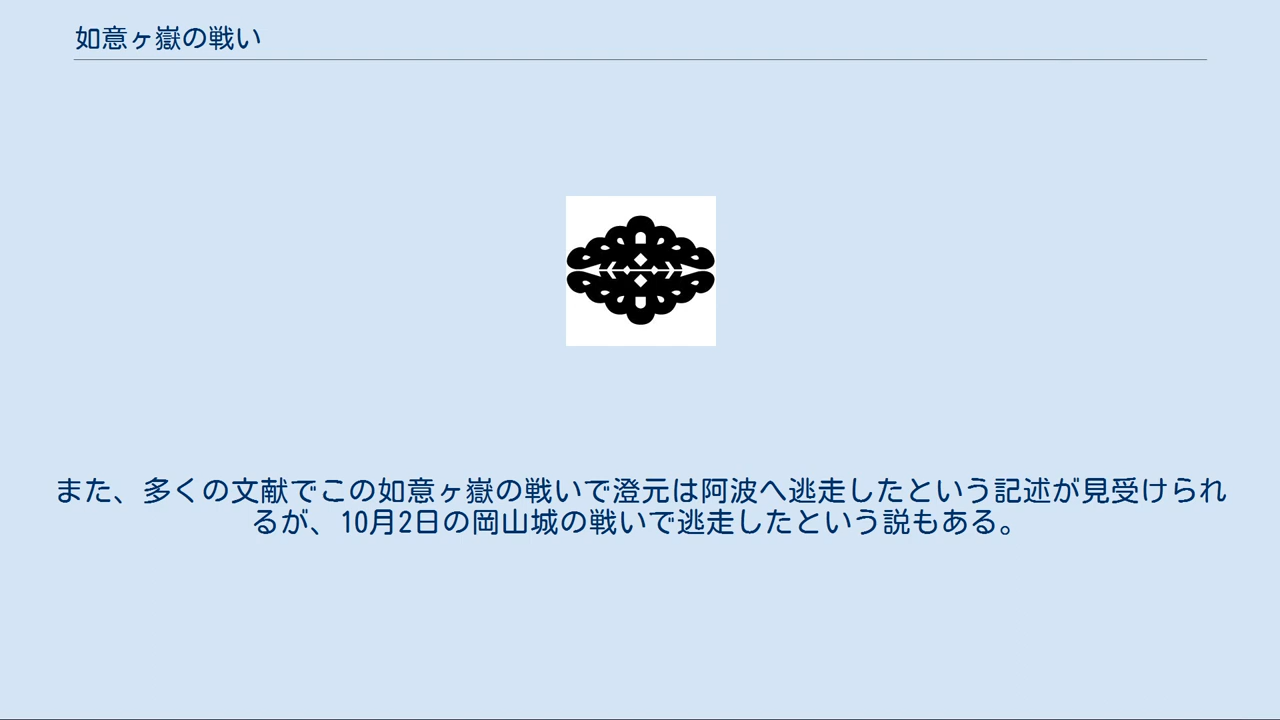 如意ヶ嶽の戦い
また、多くの文献でこの如意ヶ嶽の戦いで澄元は阿波へ逃走したという記述が見受けられ
るが、10月2日の岡山城の戦いで逃走したという説もある。